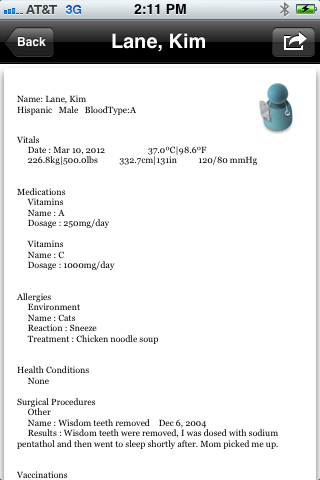 AT&T 3G 2:11 PM
Back Lane, Kim
Name: Lane, Kim
Hispanic Male BloodType:A
Vitals
Date : Mar 10, 2012 37.0ºC|98.6ºF
226.8kg|500.0lbs 332.7cm|131in 120/80 mmHg
Medications
Vitamins
Name : A
Dosage : 250mg/day
Vitamins
Name : C
Dosage : 1000mg/day
Allergies
Environment
Name : Cats
Reaction : Sneeze
Treatment : Chicken noodle soup
Health Conditions
None
Surgical Procedures
Other
Name : Wisdom teeth removed Dec 6, 2004
Results : Wisdom teeth were removed, I was dosed with sodium
pentathol and then went to sleep shortly after. Mom picked me up.
Vaccinations